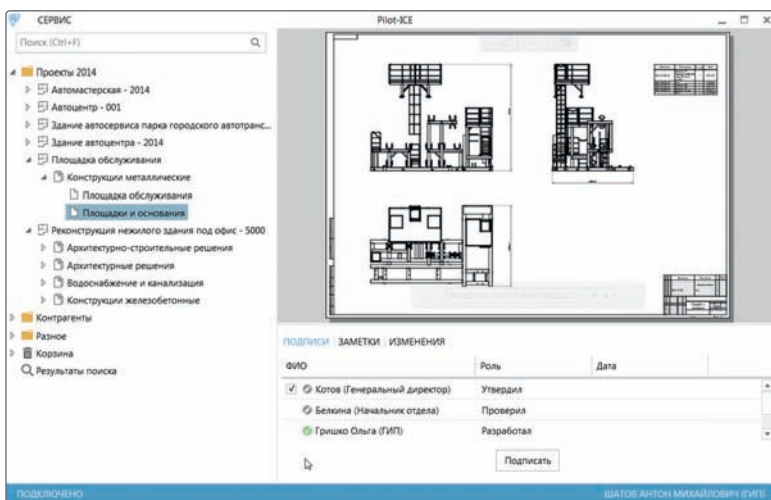 СЕРВИС
Pilot-ICE
Поиск (Ctrl+F)
Проекты 2014
Автомастерская - 2014
Автоцентр - 001
Здание автосервиса парка городского автотранс...
Здание автоцентра - 2014
Площадка обслуживания
Конструкции металлические
Площадка обслуживания
Площадки и основания
Реконструкция нежилого здания под офис - 5000
Архитектурно-строительные решения
Архитектурные решения
Водоснабжение и канализация
Конструкции железобетонные
Контрагенты
Разное
Корзина
Результаты поиска
ПОДПИСИ ЗАМЕТКИ ИЗМЕНЕНИЯ
ФИО Роль Дата
Котов (Генеральный директор) Утвердил
Белкина (Начальник отдела) Проверил
Гришко Ольга (ГИП) Разработал
Подписать
ПОДКЛЮЧЕНО ШАТОВ АНТОН МИХАЙЛОВИЧ (ГИП)